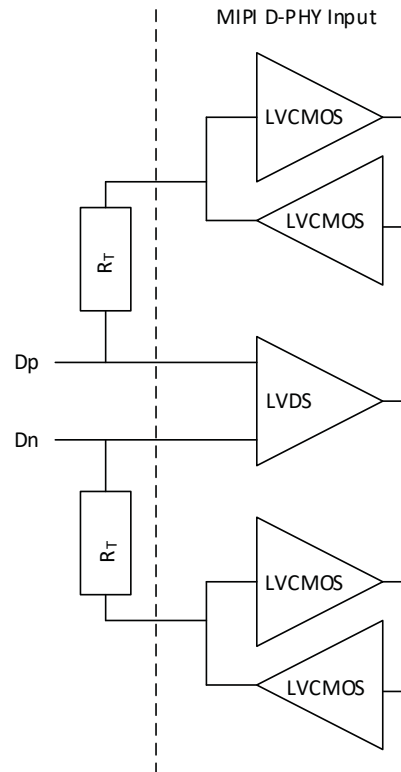 MIPI D-PHY Input
LVCMOS
LVCMOS
RT
Dp
LVDS
Dn
RT
LVCMOS
LVCMOS